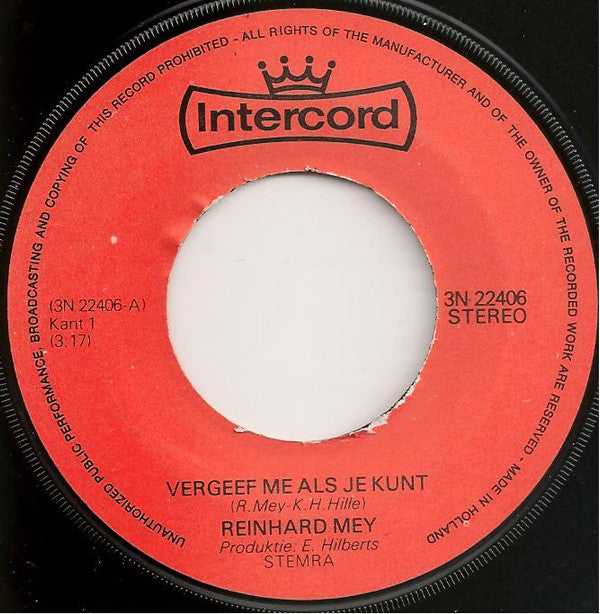 UNAUTHORIZED PUBLIC PERFORMANCE, BROADCASTING AND COPYING OF THIS RECORD PROHIBITED - ALL RIGHTS OF THE MANUFACTURER AND OF THE OWNER OF THE RECORDED WORK ARE RESERVED - MADE IN HOLLAND
Intercord
(3N 22406-A)
Kant 1
(3:17)
3N 22406
STEREO
VERGEEF ME ALS JE KUNT
(R. Mey-K.H. Hille)
REINHARD MEY
Produktie: E. Hilberts
STEMRA